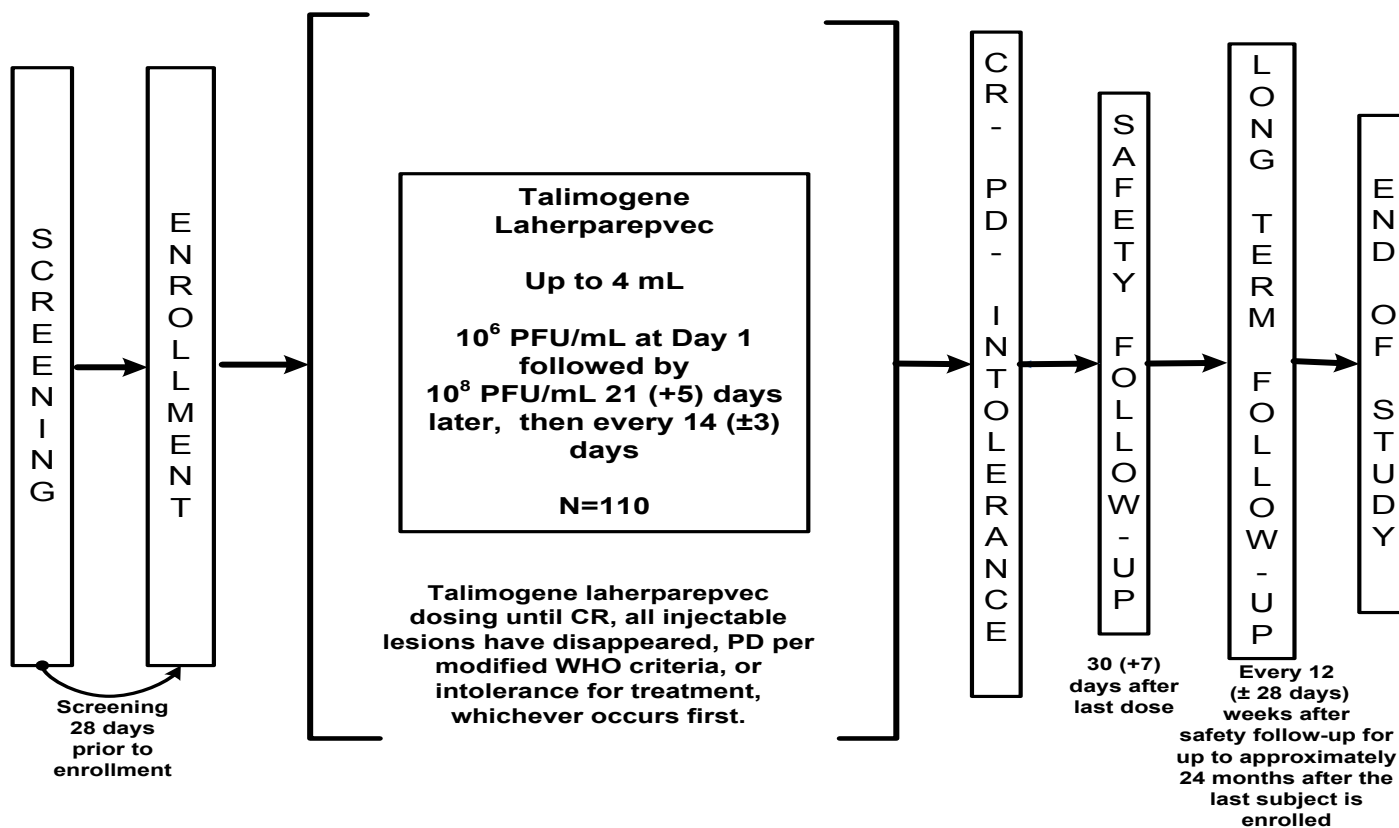 SCREENING
Screening
28 days
prior to
enrollment
ENROLLMENT
Talimogene
Laherparepvec
Up to 4 mL
10⁶ PFU/mL at Day 1
followed by
10⁸ PFU/mL 21 (+5) days
later, then every 14 (±3)
days
N=110
Talimogene laherparepvec
dosing until CR, all injectable
lesions have disappeared, PD per
modified WHO criteria, or
intolerance for treatment,
whichever occurs first.
CR- PD- INTOLERANCE
SAFETY FOLLOW-UP
30 (+7)
days after
last dose
LONG TERM FOLLOW-UP
Every 12
(± 28 days)
weeks after
safety follow-up for
up to approximately
24 months after the
last subject is
enrolled
END OF STUDY